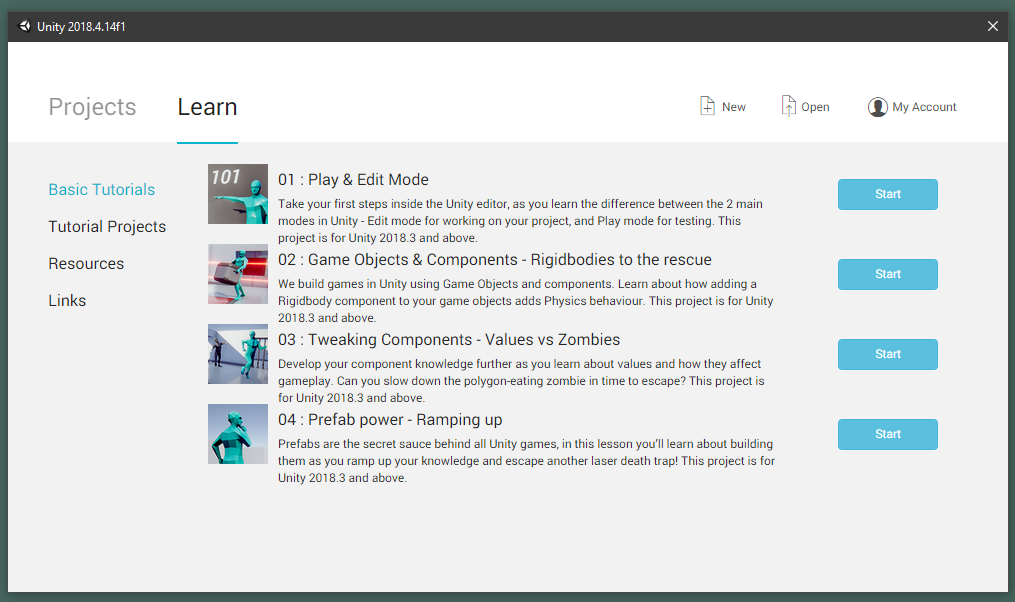 Unity 2018.4.14f1
Projects
Learn
New
Open
My Account
Basic Tutorials
Tutorial Projects
Resources
Links
101
01 : Play & Edit Mode
Take your first steps inside the Unity editor, as you learn the difference between the 2 main
modes in Unity - Edit mode for working on your project, and Play mode for testing. This
project is for Unity 2018.3 and above.
Start
02 : Game Objects & Components - Rigidbodies to the rescue
We build games in Unity using Game Objects and components. Learn about how adding a
Rigidbody component to your game objects adds Physics behaviour. This project is for Unity
2018.3 and above.
Start
03 : Tweaking Components - Values vs Zombies
Develop your component knowledge further as you learn about values and how they affect
gameplay. Can you slow down the polygon-eating zombie in time to escape? This project is
for Unity 2018.3 and above.
Start
04 : Prefab power - Ramping up
Prefabs are the secret sauce behind all Unity games, in this lesson you'll learn about building
them as you ramp up your knowledge and escape another laser death trap! This project is for
Unity 2018.3 and above.
Start